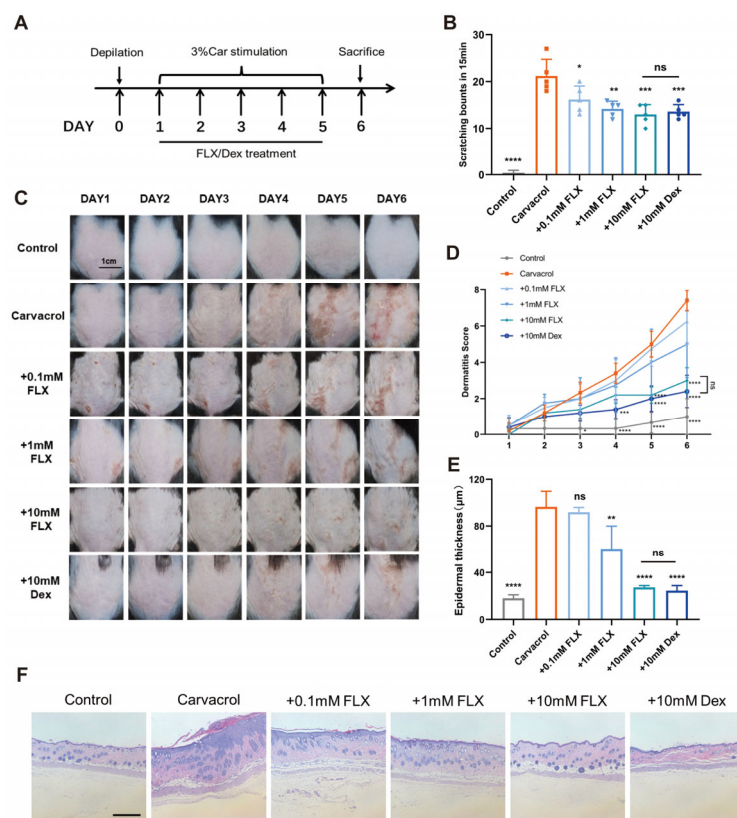 A
Depilation
3%Car stimulation
Sacrifice
DAY
0 1 2 3 4 5 6
FLX/Dex treatment
B
Scratching bounts in 15min
30
20
10
0
****
*
**
***
ns
***
Control
Carvacrol
+0.1mM FLX
+1mM FLX
+10mM FLX
+10mM Dex
C
DAY1 DAY2 DAY3 DAY4 DAY5 DAY6
Control
1cm
Carvacrol
+0.1mM
FLX
+1mM
FLX
+10mM
FLX
+10mM
Dex
D
Control
Carvacrol
+0.1mM FLX
+1mM FLX
+10mM FLX
+10mM Dex
Dermatitis Score
8
6
4
2
0
1 2 3 4 5 6
*
***
****
****
****
****
****
****
****
ns
E
Epidermal thickness (μm)
120
80
40
0
****
ns
**
****
ns
****
Control
Carvacrol
+0.1mM FLX
+1mM FLX
+10mM FLX
+10mM Dex
F
Control Carvacrol +0.1mM FLX +1mM FLX +10mM FLX +10mM Dex